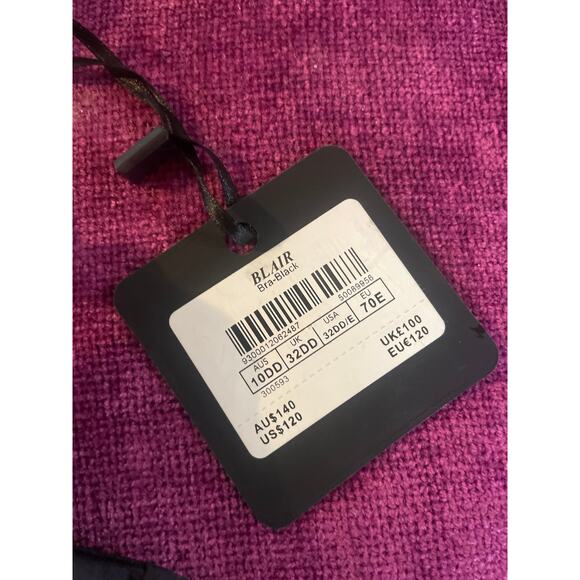 BLAIR
Bra-Black
9300012062487 50089956
AUS UK USA EU
10DD 32DD 32DD/E 70E
300593
AU$140 UK£100
US$120 EU€120